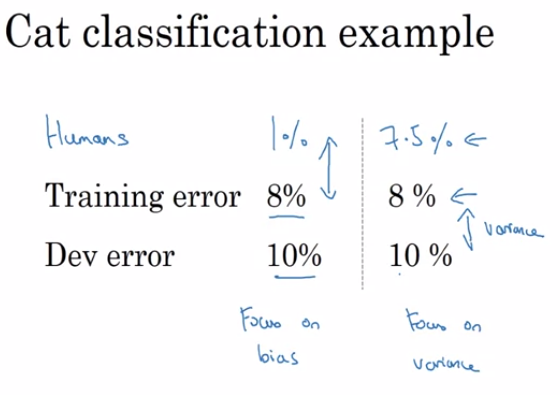 Cat classification example
Humans 1% 7.5%
Training error 8% 8 %
variance
Dev error 10% 10 %
Focus on Focus on
bias variance